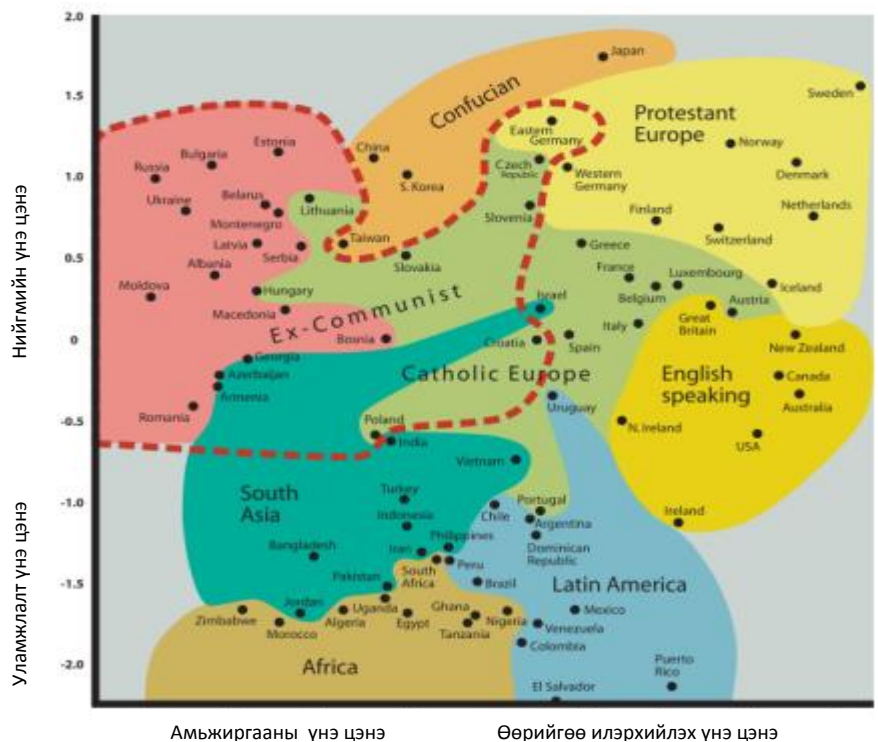 2.0
Japan
Confucian
1.5
Sweden
Protestant
Europe
Eastern
Germany
Estonia
China
Norway
Bulgaria
Russia
Czech
Republic
Western
Germany
Denmark
1.0
S. Korea
Ukraine
Belarus
Lithuania
Montenegro
Slovenia
Finland
Netherlands
Taiwan
Switzerland
Latvia
Serbia
Greece
0.5
Slovakia
Albania
France
Luxembourg
Moldova
Hungary
Belgium
Iceland
Austria
Israel
Macedonia
Ex-Communist
Great
Britain
Italy
0
Bosnia
Croatia
Spain
New Zealand
Georgia
Azerbaijan
Armenia
Catholic Europe
English
speaking
Canada
Australia
Romania
Uruguay
-0.5
Poland
India
N. Ireland
USA
Vietnam
South
Asia
Turkey
-1.0
Chile
Portugal
Argentina
Ireland
Indonesia
Dominican
Republic
Bangladesh
Iran
Philippines
South
Africa
Peru
-1.5
Pakistan
Brazil
Latin America
Jordan
Uganda
Ghana
Nigeria
Mexico
Zimbabwe
Morocco
Algeria
Egypt
Tanzania
Venezuela
Colombia
Africa
-2.0
Puerto
Rico
El Salvador
Нийгмийн үнэ цэнэ
Уламжлалт үнэ цэнэ
Амьжиргааны үнэ цэнэ
Өөрийгөө илэрхийлэх үнэ цэнэ